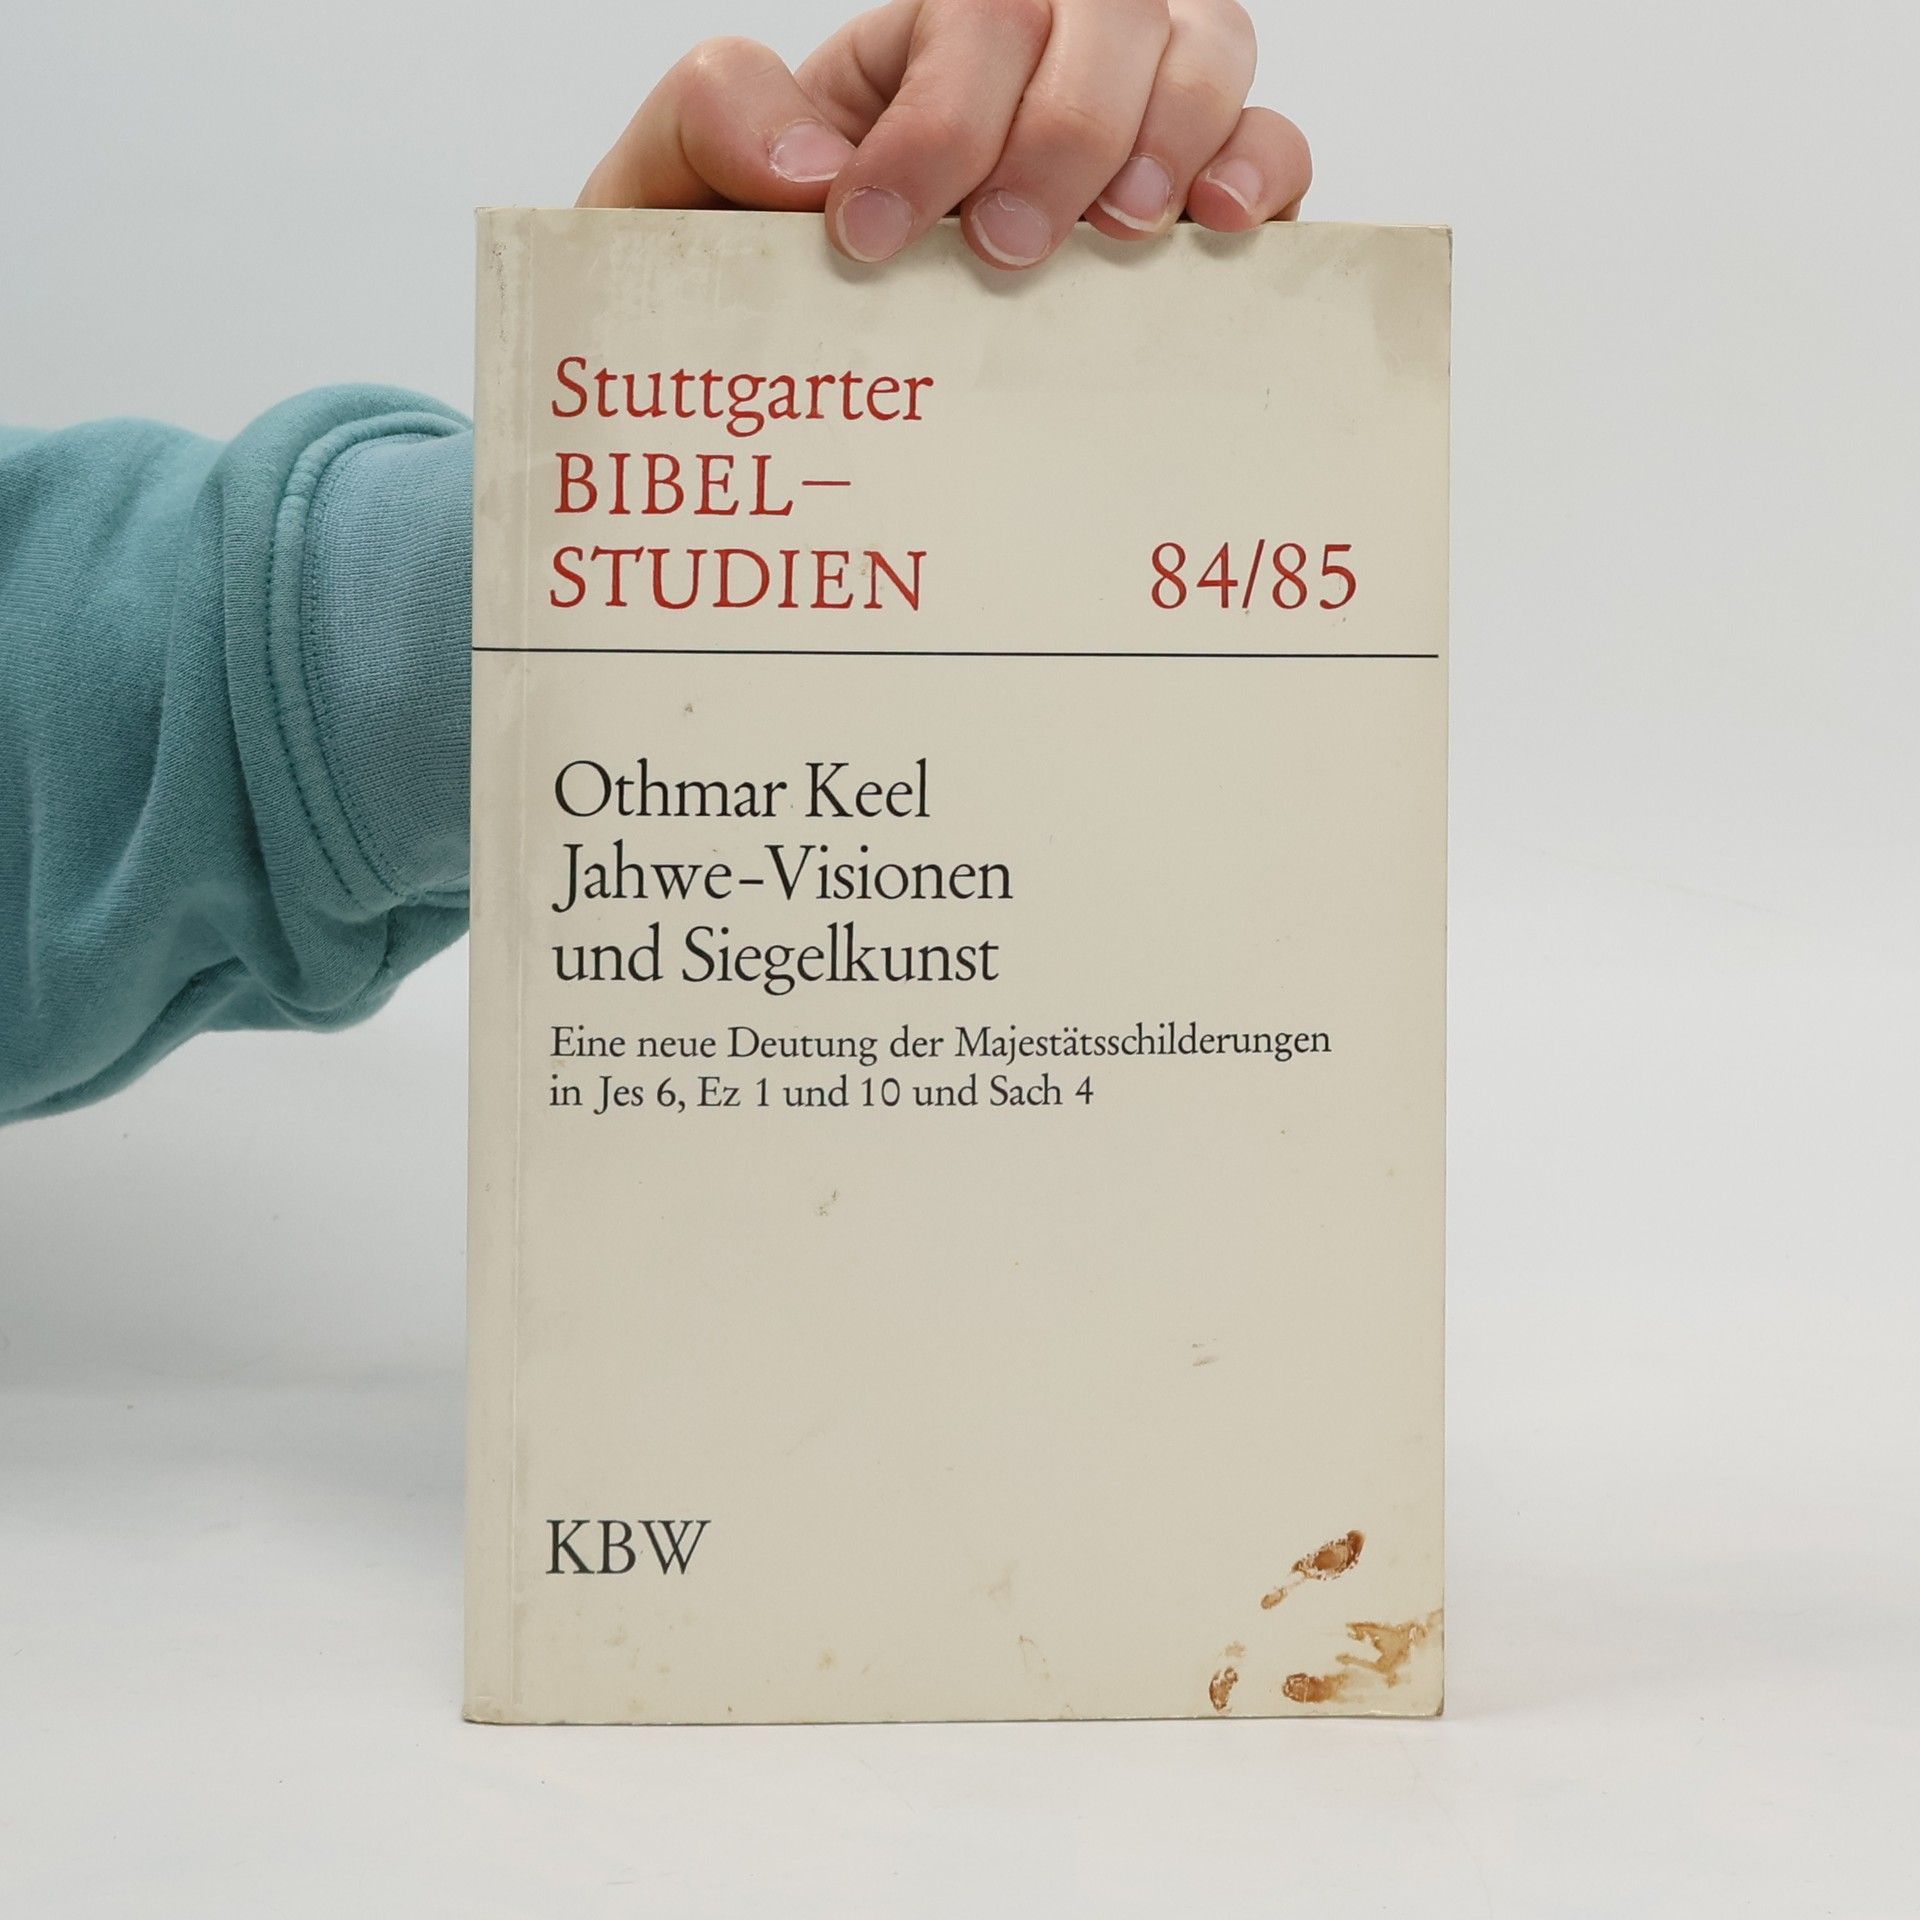 Stuttgarter
BIBEL–
STUDIEN 84/85
Othmar Keel
Jahwe-Visionen
und Siegelkunst
Eine neue Deutung der Majestätsschilderungen
in Jes 6, Ez 1 und 10 und Sach 4
KBW